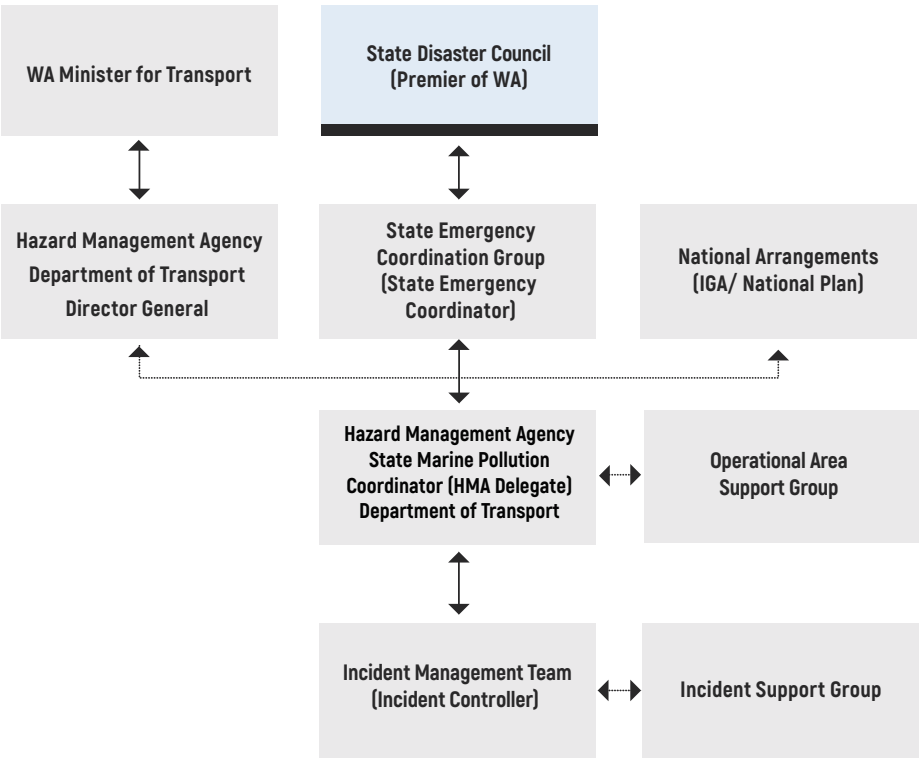 WA Minister for Transport
State Disaster Council
(Premier of WA)
Hazard Management Agency
Department of Transport
Director General
State Emergency
Coordination Group
(State Emergency
Coordinator)
National Arrangements
(IGA/ National Plan)
Hazard Management Agency
State Marine Pollution
Coordinator (HMA Delegate)
Department of Transport
Operational Area
Support Group
Incident Management Team
(Incident Controller)
Incident Support Group